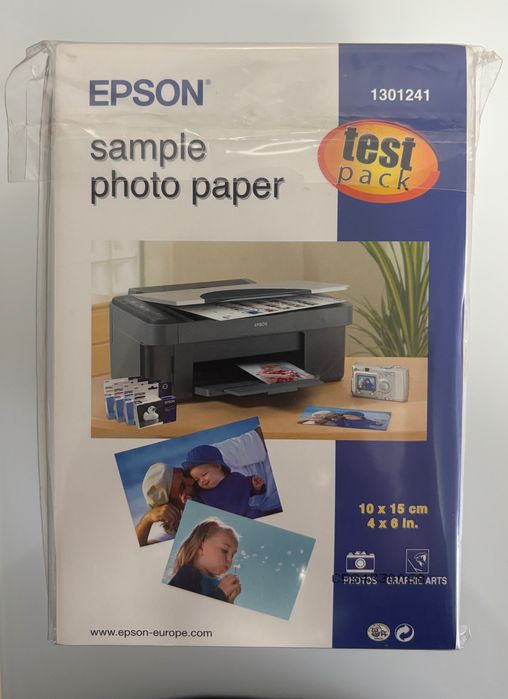 EPSON
1301241
sample
photo paper
test
pack
EPSON
10 x 15 cm
4 x 6 in.
PHOTOS
GRAPHIC ARTS
www.epson-europe.com